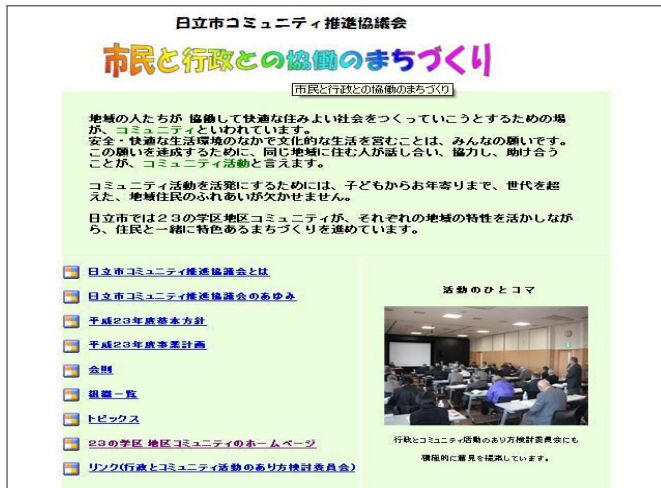 日立市コミュニティ推進協議会
市民と行政との協働のまちづくり
市民と行政との協働のまちづくり
地域の人たちが 協働して快適な住みよい社会をつくっていこうとするための場
が、コミュニティといわれています。
安全・快適な生活環境のなかで文化的な生活を営むことは、みんなの願いです。
この願いを達成するために、同じ地域に住む人が話し合い、協力し、助け合う
ことが、コミュニティ活動と言えます。
コミュニティ活動を活発にするためには、子どもからお年寄りまで、世代を超
えた、地域住民のふれあいが欠かせません。
日立市では２３の学区地区コミュニティが、それぞれの地域の特性を活かしなが
ら、住民と一緒に特色あるまちづくりを進めています。
日立市コミュニティ推進協議会とは
日立市コミュニティ推進協議会のあゆみ
平成23年度基本方針
平成23年度事業計画
会則
組織一覧
トピックス
23の学区 地区コミュニティのホームページ
リンク(行政とコミュニティ活動のあり方検討委員会)
活動のひとコマ
行政とコミュニティ活動のあり方検討委員会にも
積極的に意見を提案しています。